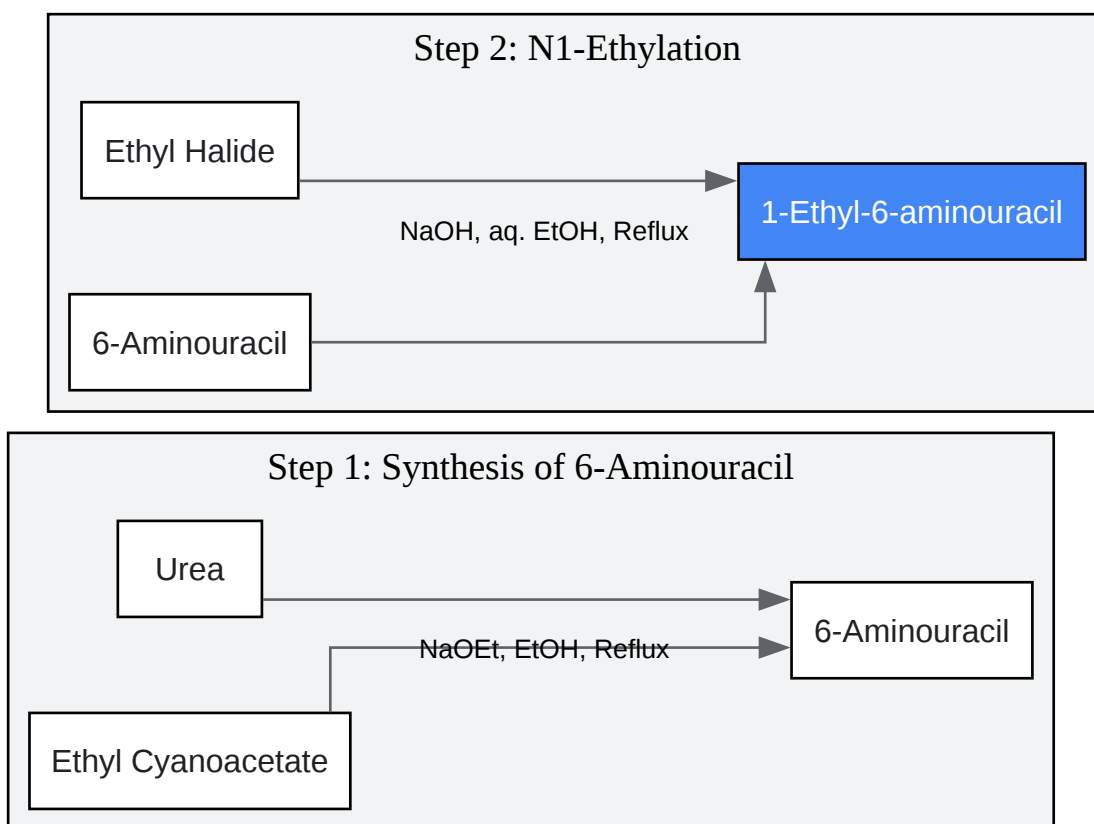 Step 2: N1-Ethylation
Ethyl Halide
1-Ethyl-6-aminouracil
NaOH, aq. EtOH, Reflux
6-Aminouracil
Step 1: Synthesis of 6-Aminouracil
Urea
6-Aminouracil
NaOEt, EtOH, Reflux
Ethyl Cyanoacetate